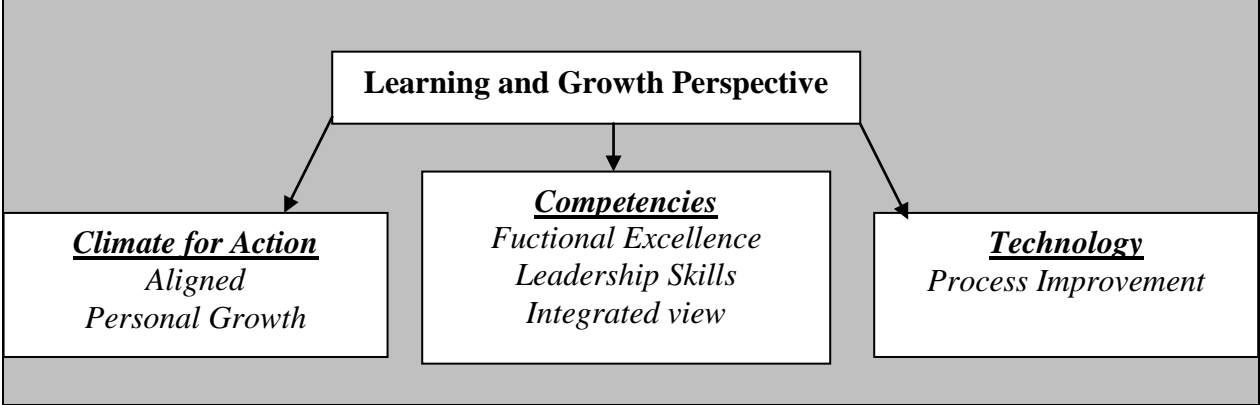 Learning and Growth Perspective
Climate for Action
Aligned
Personal Growth
Competencies
Fuctional Excellence
Leadership Skills
Integrated view
Technology
Process Improvement